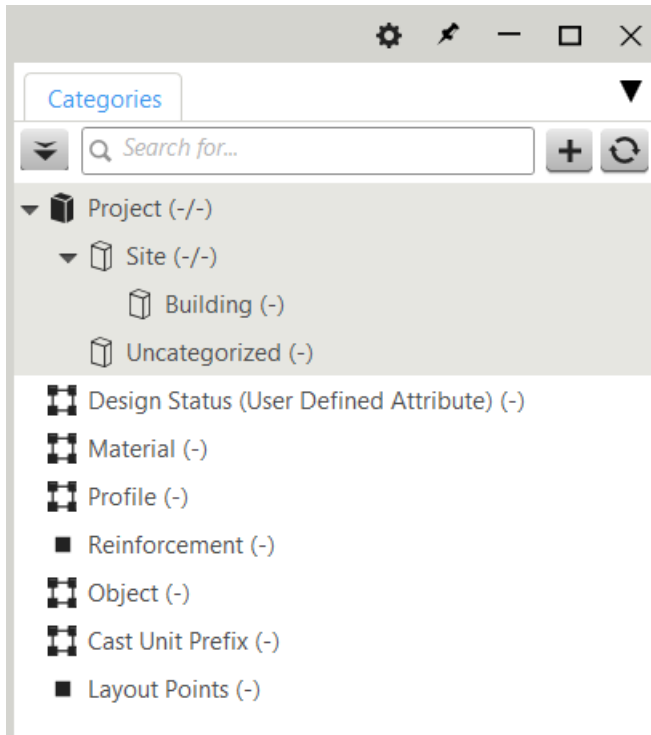 Categories
Search for...
Project (-/-)
Site (-/-)
Building (-)
Uncategorized (-)
Design Status (User Defined Attribute) (-)
Material (-)
Profile (-)
Reinforcement (-)
Object (-)
Cast Unit Prefix (-)
Layout Points (-)